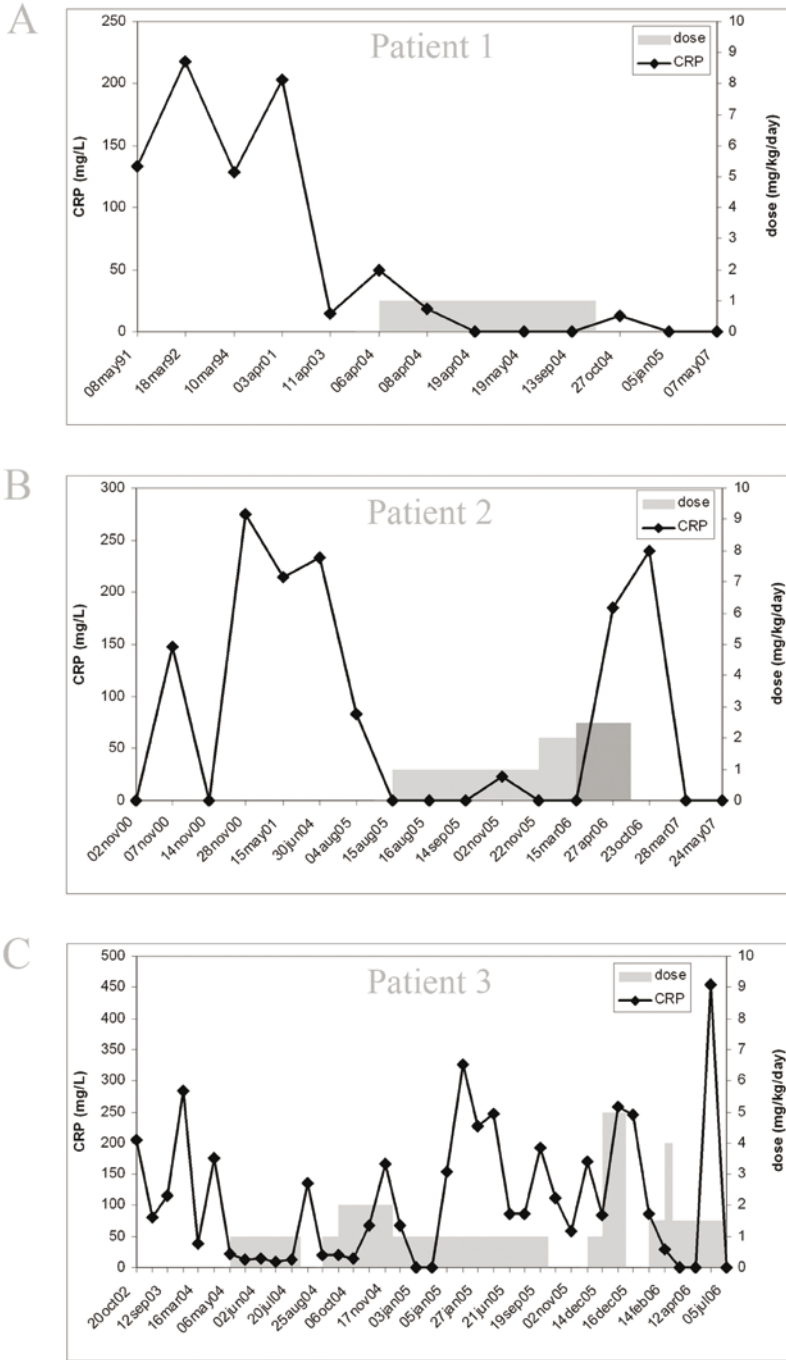 A
Patient 1
dose
CRP
250
200
150
100
50
0
CRP (mg/L)
10
9
8
7
6
5
4
3
2
1
0
dose (mg/kg/day)
08may91
18mar92
10mar94
03apr01
11apr03
06apr04
08apr04
19apr04
19may04
13sep04
27oct04
05jan05
07may07
B
Patient 2
dose
CRP
300
250
200
150
100
50
0
CRP (mg/L)
10
9
8
7
6
5
4
3
2
1
0
dose (mg/kg/day)
02nov00
07nov00
14nov00
28nov00
15may01
30jun04
04aug05
15aug05
16aug05
14sep05
02nov05
22nov05
15mar06
27apr06
23oct06
28mar07
24may07
C
Patient 3
dose
CRP
500
450
400
350
300
250
200
150
100
50
0
CRP (mg/L)
10
9
8
7
6
5
4
3
2
1
0
dose (mg/kg/day)
20oct02
12sep03
16mar04
06may04
02jun04
20jul04
25aug04
06oct04
17nov04
03jan05
05jan05
27jan05
21jun05
19sep05
02nov05
14dec05
16dec05
14feb06
12apr06
05jul06